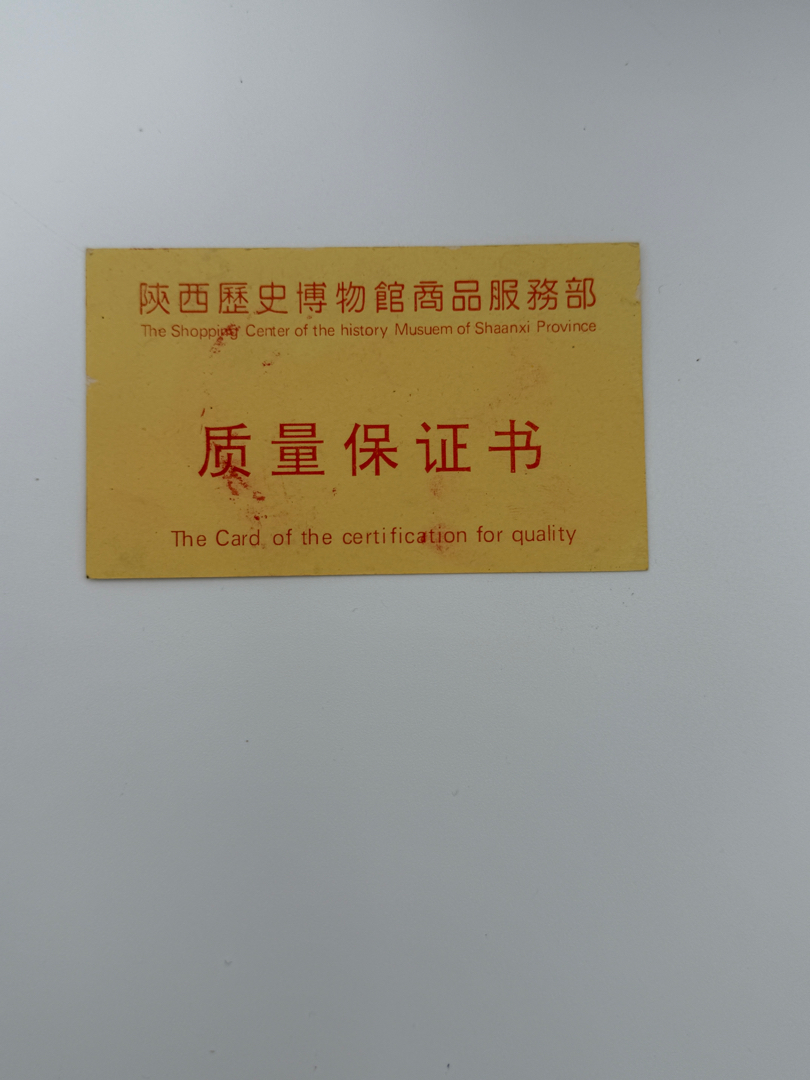 陝西歷史博物館商品服務部
The Shopping Center of the history Musuem of Shaanxi Province
质量保证书
The Card of the certification for quality